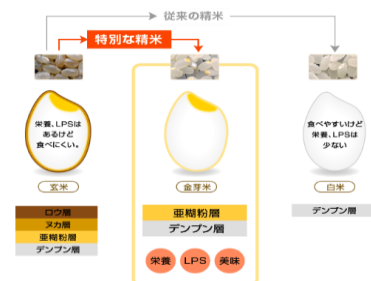 従来の精米
特別な精米
栄養、LPSは
あるけど
食べにくい。
食べやすいけど
栄養、LPSは
少ない
玄米
金芽米
白米
ロウ層
ヌカ層
亜糊粉層
デンプン層
亜糊粉層
デンプン層
デンプン層
栄養
LPS
美味